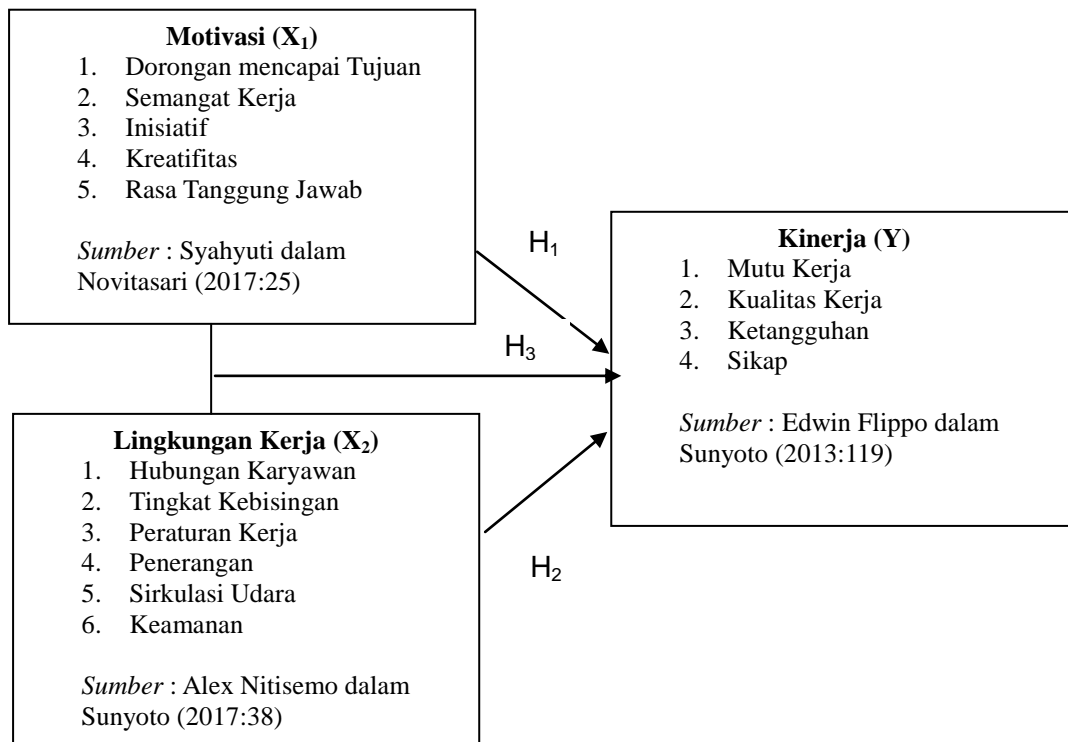 Motivasi (X₁)
1. Dorongan mencapai Tujuan
2. Semangat Kerja
3. Inisiatif
4. Kreatifitas
5. Rasa Tanggung Jawab
Sumber : Syahyuti dalam
Novitasari (2017:25)
H₁
H₃
H₂
Lingkungan Kerja (X₂)
1. Hubungan Karyawan
2. Tingkat Kebisingan
3. Peraturan Kerja
4. Penerangan
5. Sirkulasi Udara
6. Keamanan
Sumber : Alex Nitisemo dalam
Sunyoto (2017:38)
Kinerja (Y)
1. Mutu Kerja
2. Kualitas Kerja
3. Ketangguhan
4. Sikap
Sumber : Edwin Flippo dalam
Sunyoto (2013:119)